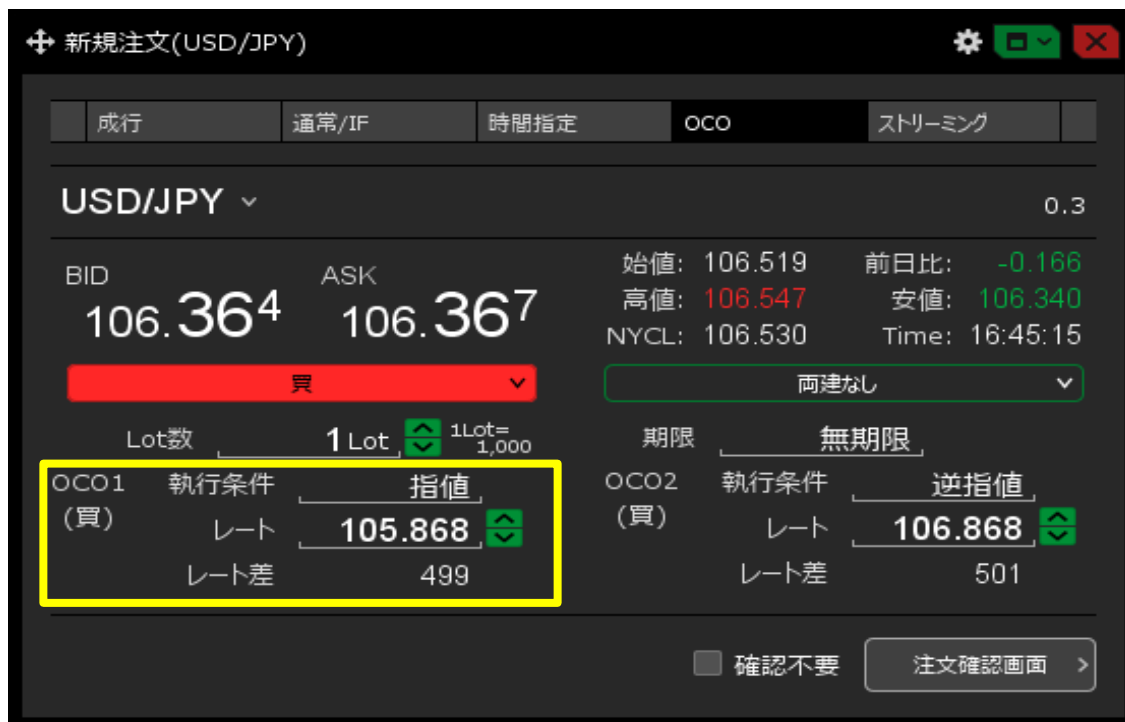 新規注文(USD/JPY)
成行 通常/IF 時間指定 OCO ストリーミング
USD/JPY 0.3
BID ASK 始値: 106.519 前日比: -0.166
106.364 106.367 高値: 106.547 安値: 106.340
NYCL: 106.530 Time: 16:45:15
買 両建なし
Lot数 1 Lot 1Lot= 1,000 期限 無期限
OCO1 執行条件 指値 OCO2 執行条件 逆指値
(買) レート 105.868 (買) レート 106.868
レート差 499 レート差 501
確認不要 注文確認画面 >